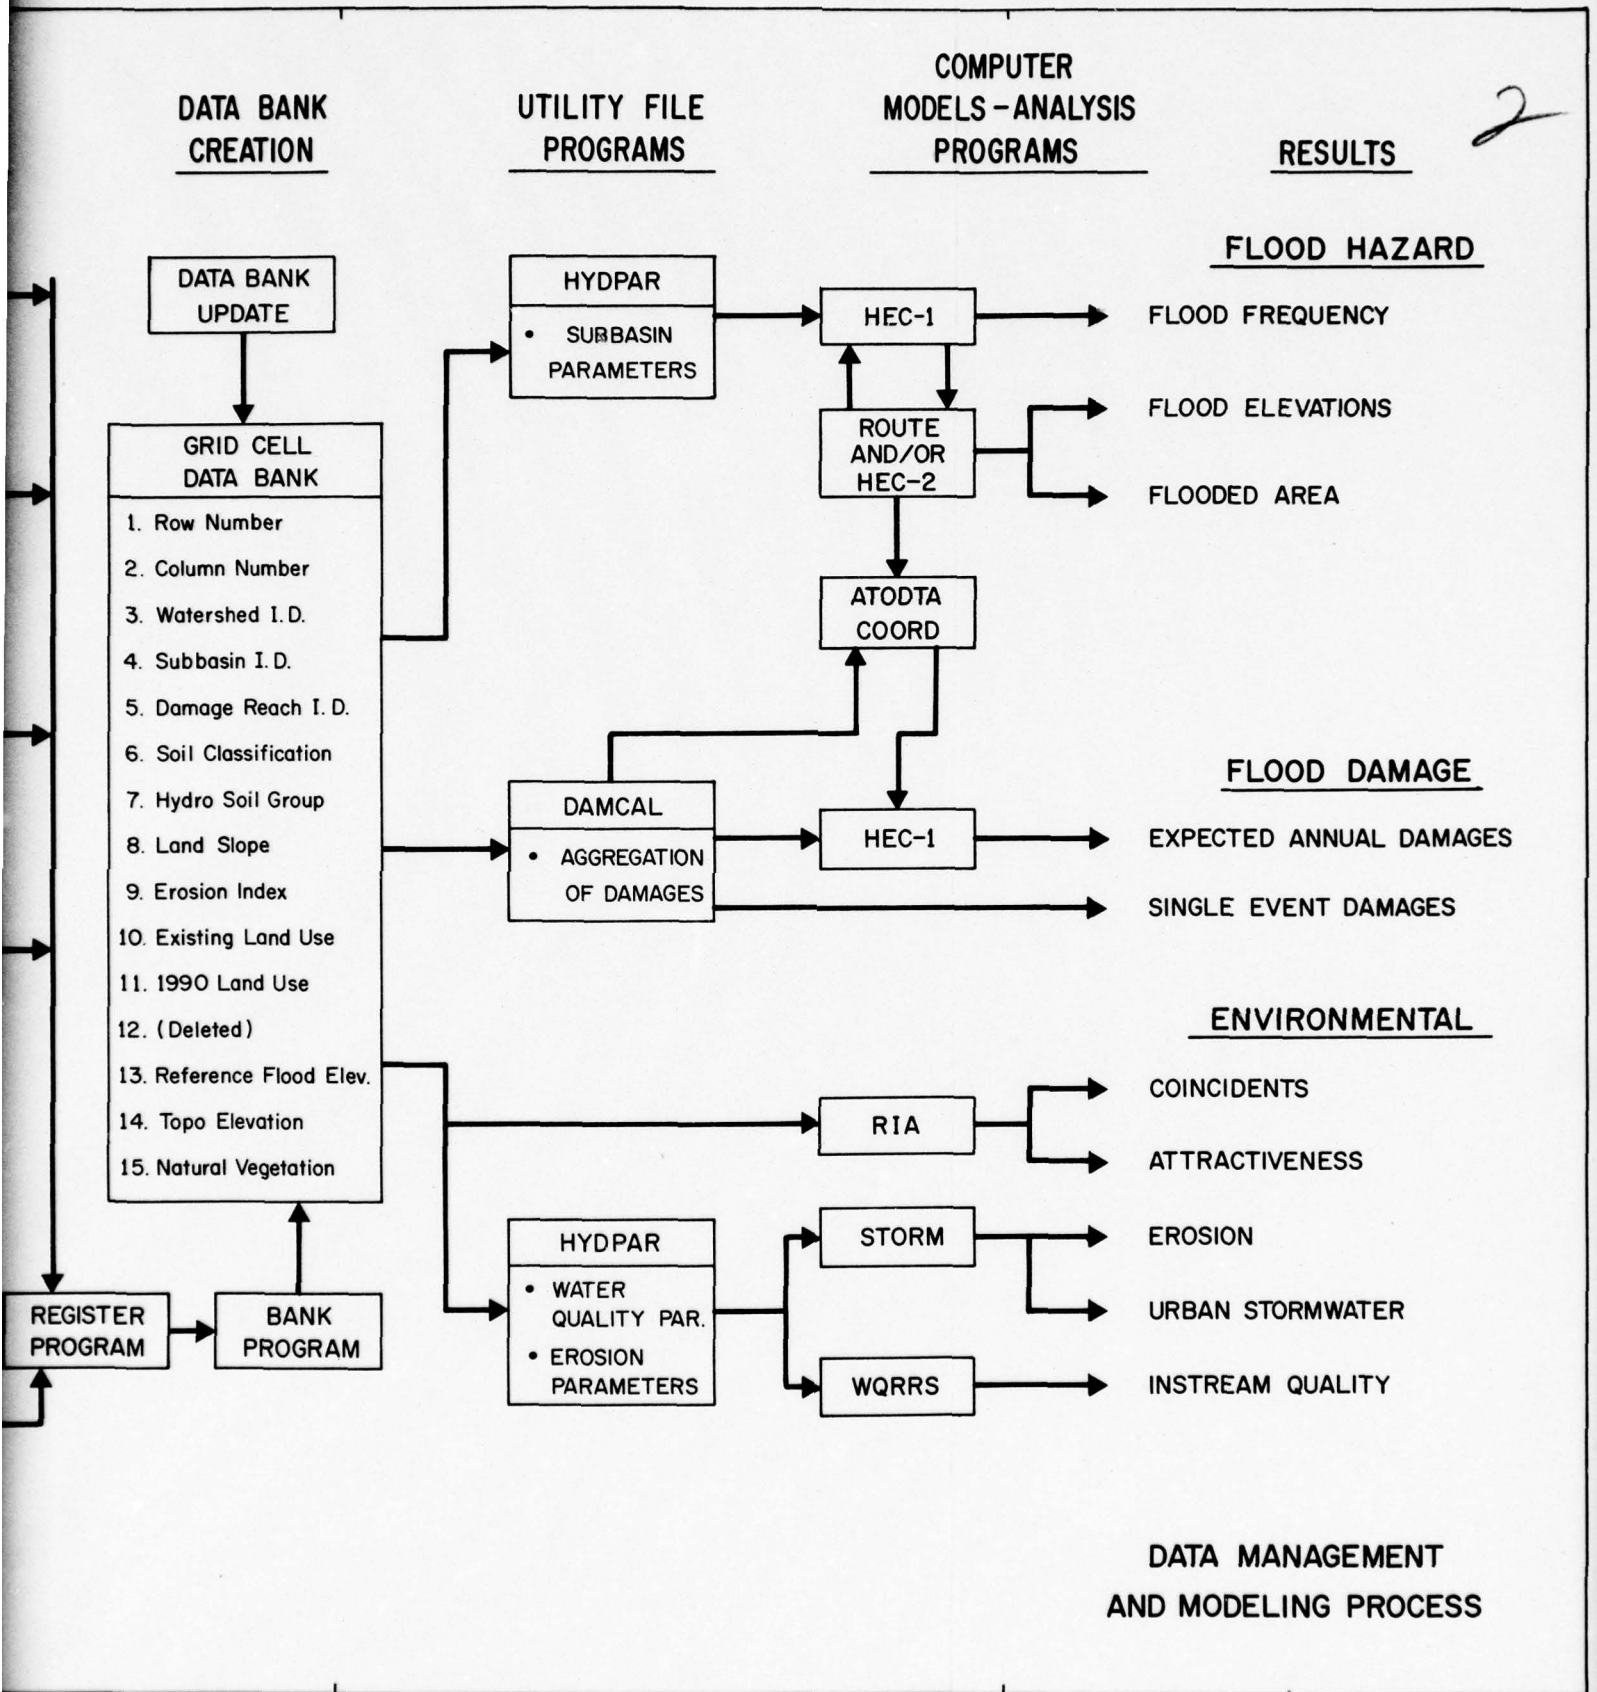 DATA BANK
CREATION
UTILITY FILE
PROGRAMS
COMPUTER
MODELS-ANALYSIS
PROGRAMS
RESULTS
2
FLOOD HAZARD
DATA BANK
UPDATE
HYDPAR
• SUBBASIN
PARAMETERS
HEC-1
FLOOD FREQUENCY
ROUTE
AND/OR
HEC-2
FLOOD ELEVATIONS
FLOODED AREA
GRID CELL
DATA BANK
1. Row Number
2. Column Number
3. Watershed I.D.
4. Subbasin I.D.
5. Damage Reach I.D.
6. Soil Classification
7. Hydro Soil Group
8. Land Slope
9. Erosion Index
10. Existing Land Use
11. 1990 Land Use
12. (Deleted)
13. Reference Flood Elev.
14. Topo Elevation
15. Natural Vegetation
ATODTA
COORD
FLOOD DAMAGE
DAMCAL
• AGGREGATION
OF DAMAGES
HEC-1
EXPECTED ANNUAL DAMAGES
SINGLE EVENT DAMAGES
ENVIRONMENTAL
RIA
COINCIDENTS
ATTRACTIVENESS
HYDPAR
• WATER
QUALITY PAR.
• EROSION
PARAMETERS
STORM
EROSION
URBAN STORMWATER
WQRRS
INSTREAM QUALITY
REGISTER
PROGRAM
BANK
PROGRAM
DATA MANAGEMENT
AND MODELING PROCESS